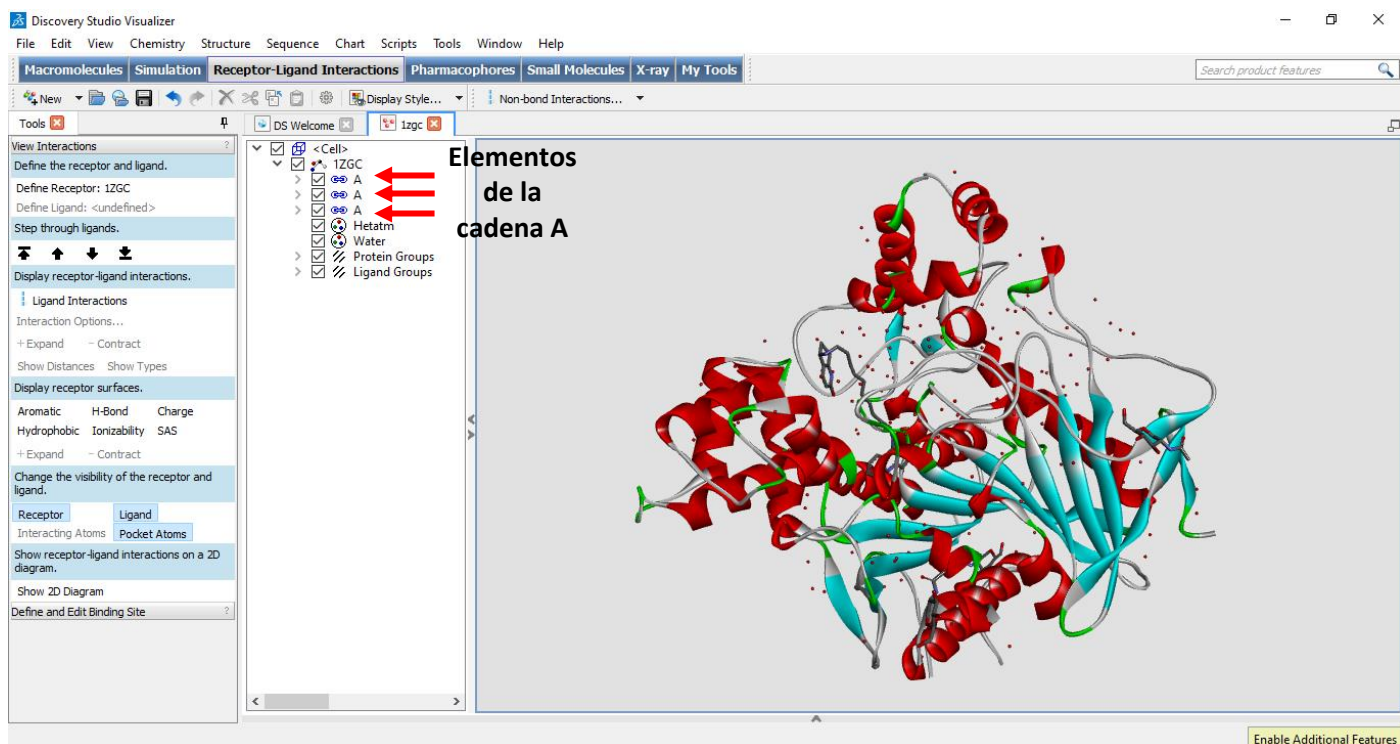 Discovery Studio Visualizer
File Edit View Chemistry Structure Sequence Chart Scripts Tools Window Help
Macromolecules Simulation Receptor-Ligand Interactions Pharmacophores Small Molecules X-ray My Tools
Search product features
New Display Style... Non-bond Interactions...
Tools
DS Welcome 1zgc
View Interactions ?
Define the receptor and ligand.
Define Receptor: 1ZGC
Define Ligand: <undefined>
Step through ligands.
Display receptor-ligand interactions.
Ligand Interactions
Interaction Options...
+ Expand - Contract
Show Distances Show Types
Display receptor surfaces.
Aromatic H-Bond Charge
Hydrophobic Ionizability SAS
+ Expand - Contract
Change the visibility of the receptor and
ligand.
Receptor Ligand
Interacting Atoms Pocket Atoms
Show receptor-ligand interactions on a 2D
diagram.
Show 2D Diagram
Define and Edit Binding Site ?
<Cell>
1ZGC
A
A
A
Hetatm
Water
Protein Groups
Ligand Groups
Elementos
de la
cadena A
Enable Additional Features